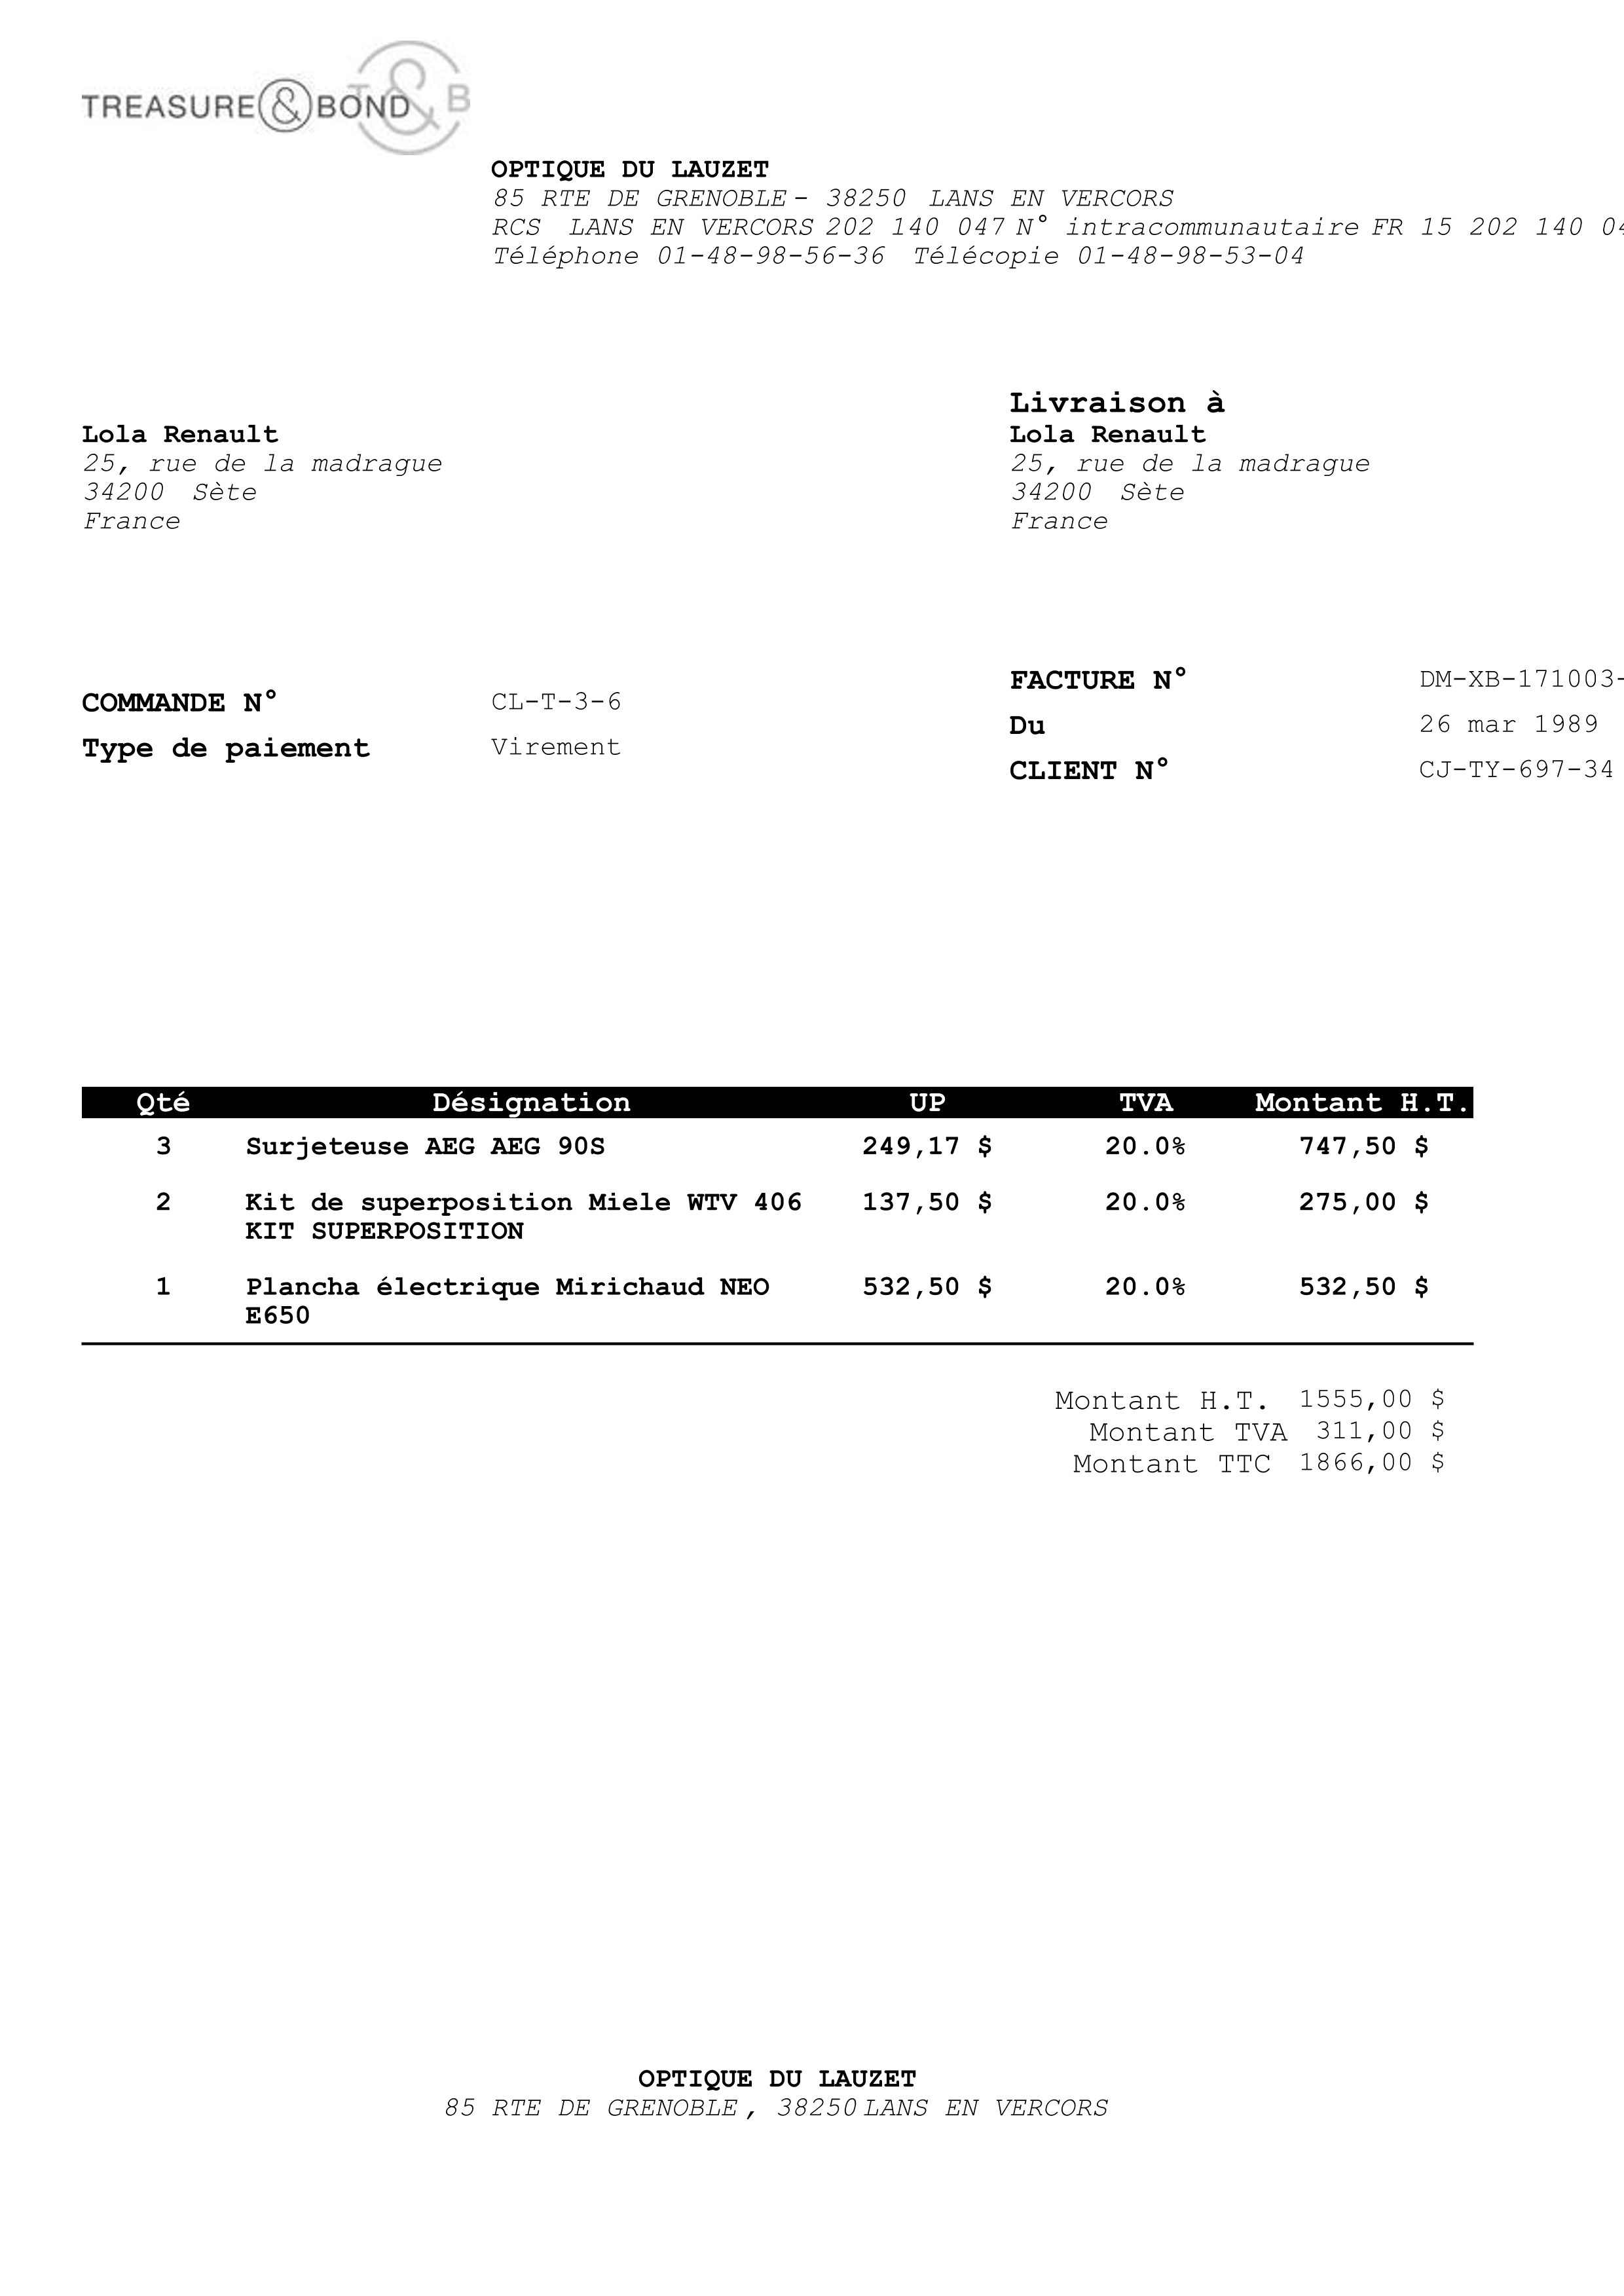 TREASURE & BOND
T & B
OPTIQUE DU LAUZET
85 RTE DE GRENOBLE - 38250 LANS EN VERCORS
RCS LANS EN VERCORS 202 140 047 N° intracommunautaire FR 15 202 140 04
Téléphone 01-48-98-56-36 Télécopie 01-48-98-53-04
Lola Renault
25, rue de la madrague
34200 Sète
France
Livraison à
Lola Renault
25, rue de la madrague
34200 Sète
France
COMMANDE N° CL-T-3-6
Type de paiement Virement
FACTURE N° DM-XB-171003-
Du 26 mar 1989
CLIENT N° CJ-TY-697-34
Qté Désignation UP TVA Montant H.T.
3 Surjeteuse AEG AEG 90S 249,17 $ 20.0% 747,50 $
2 Kit de superposition Miele WTV 406 137,50 $ 20.0% 275,00 $
KIT SUPERPOSITION
1 Plancha électrique Mirichaud NEO 532,50 $ 20.0% 532,50 $
E650
Montant H.T. 1555,00 $
Montant TVA 311,00 $
Montant TTC 1866,00 $
OPTIQUE DU LAUZET
85 RTE DE GRENOBLE , 38250 LANS EN VERCORS